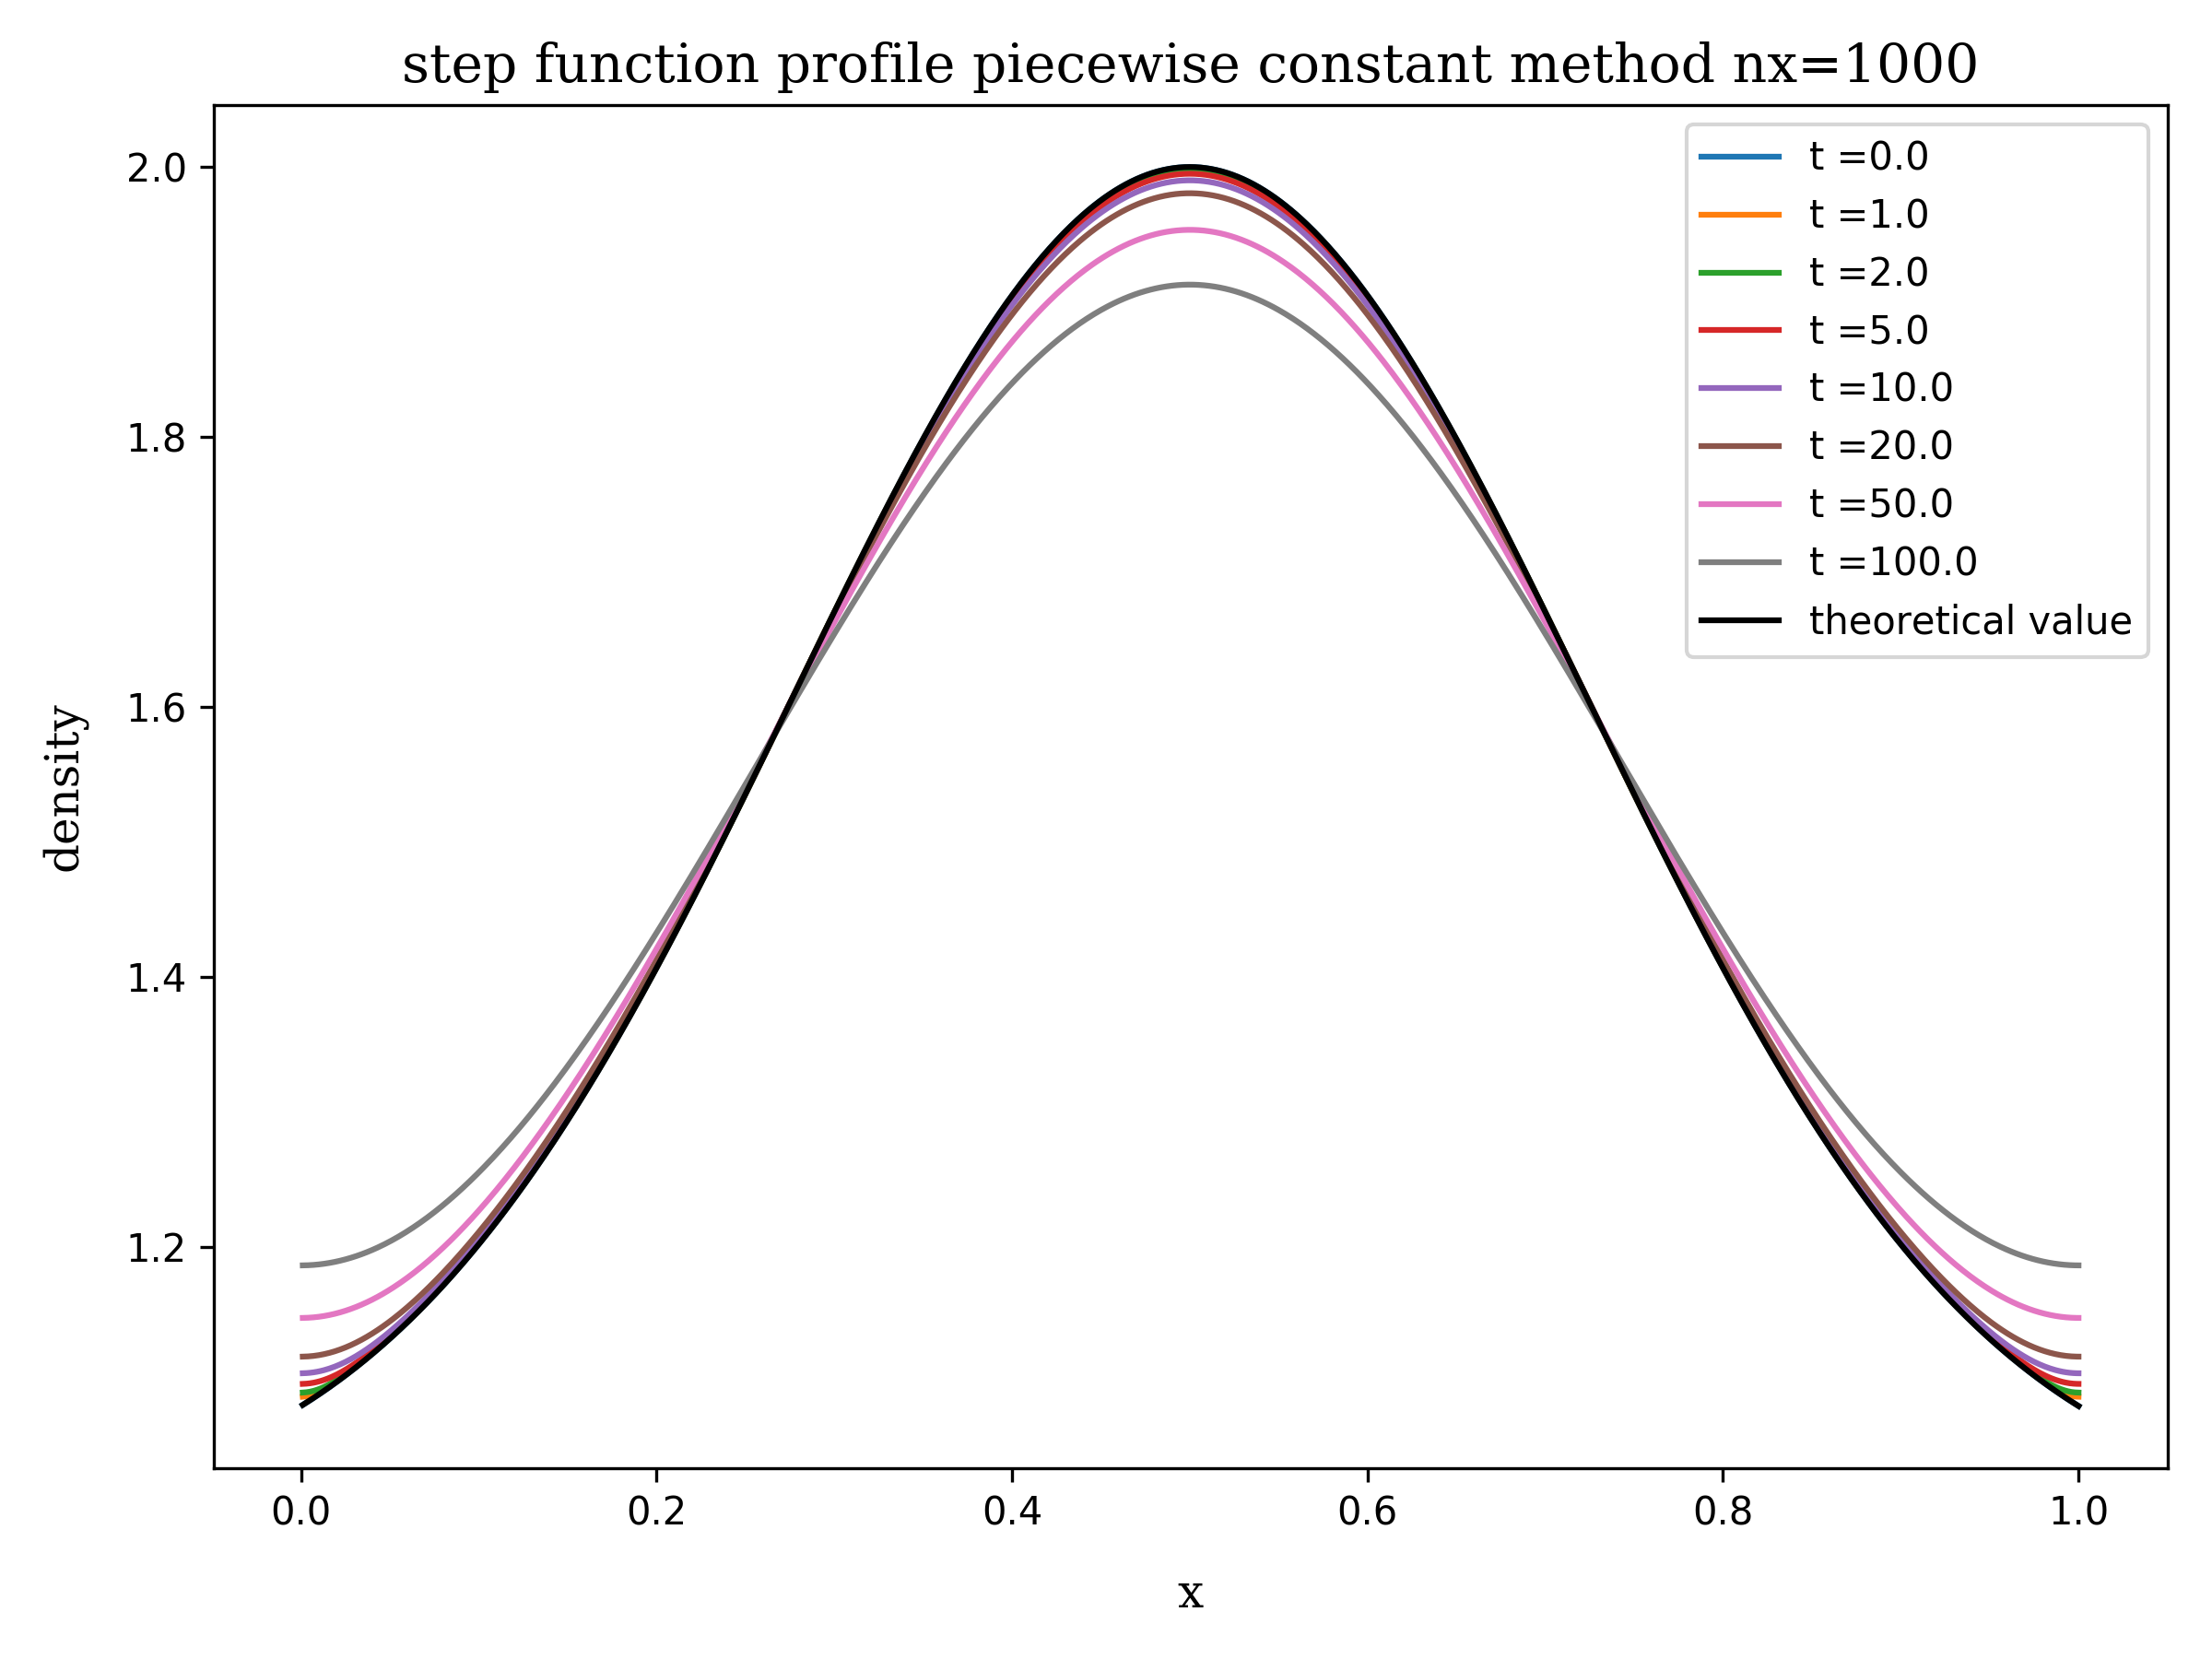 step function profile piecewise constant method nx=1000
t =0.0
t =1.0
t =2.0
t =5.0
t =10.0
t =20.0
t =50.0
t =100.0
theoretical value
density
2.0
1.8
1.6
1.4
1.2
0.0 0.2 0.4 0.6 0.8 1.0
x